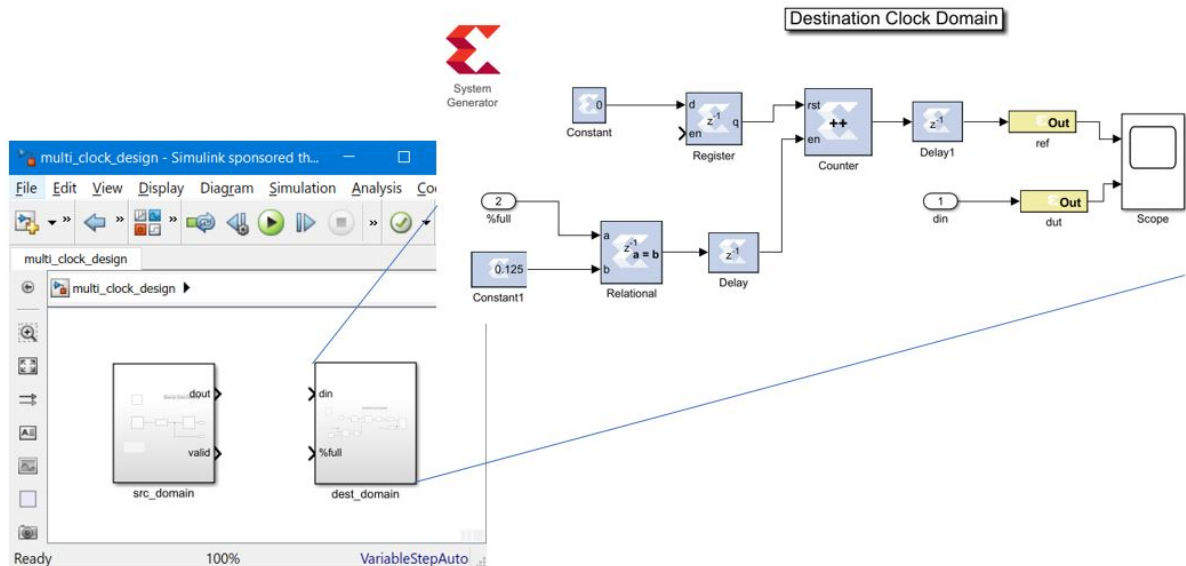 Destination Clock Domain
System
Generator
0
Constant
d
z-1
q
en
Register
rst
++
en
Counter
z-1
Delay1
Out
ref
1
din
Out
dut
Scope
2
%full
0.125
Constant1
a
z-1
a = b
b
Relational
z-1
Delay
multi_clock_design - Simulink sponsored th...
File Edit View Display Diagram Simulation Analysis Co
multi_clock_design
multi_clock_design
dout
valid
src_domain
din
%full
dest_domain
Ready 100% VariableStepAuto